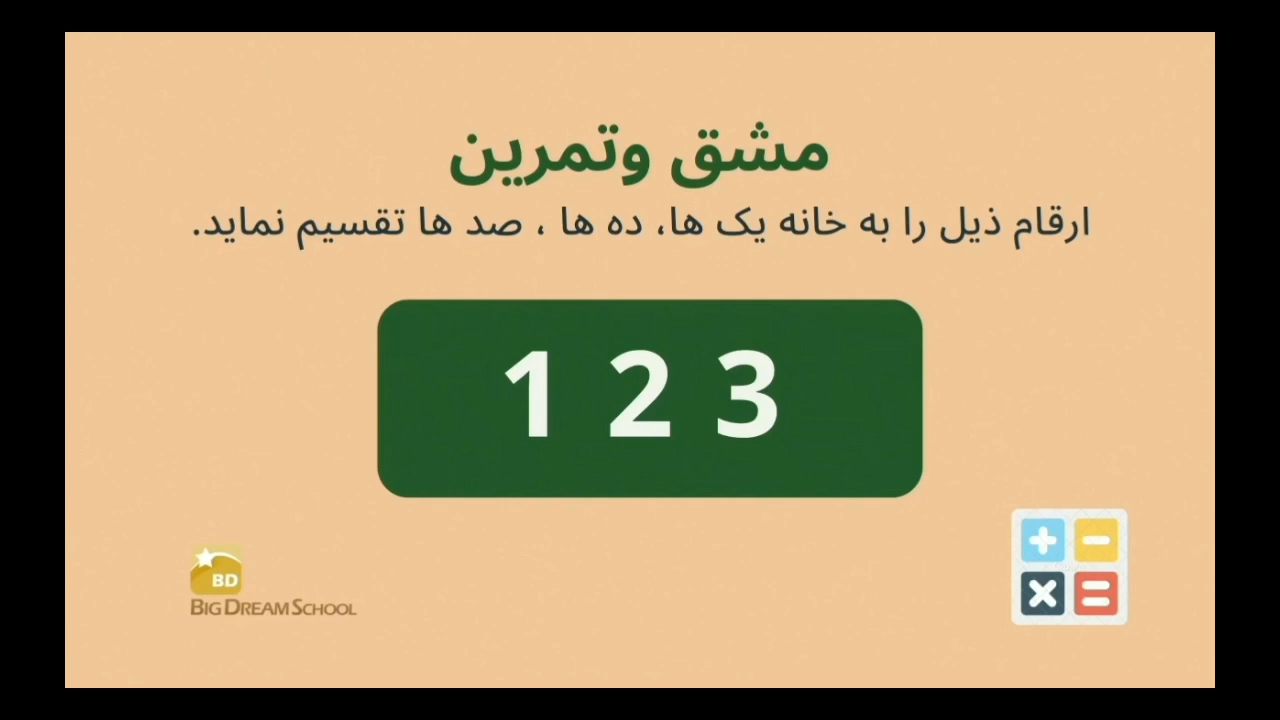 مشق وتمرین
ارقام ذیل را به خانه یک ها، ده ها ، صد ها تقسیم نماید.
1 2 3
BD
BIG DREAM SCHOOL